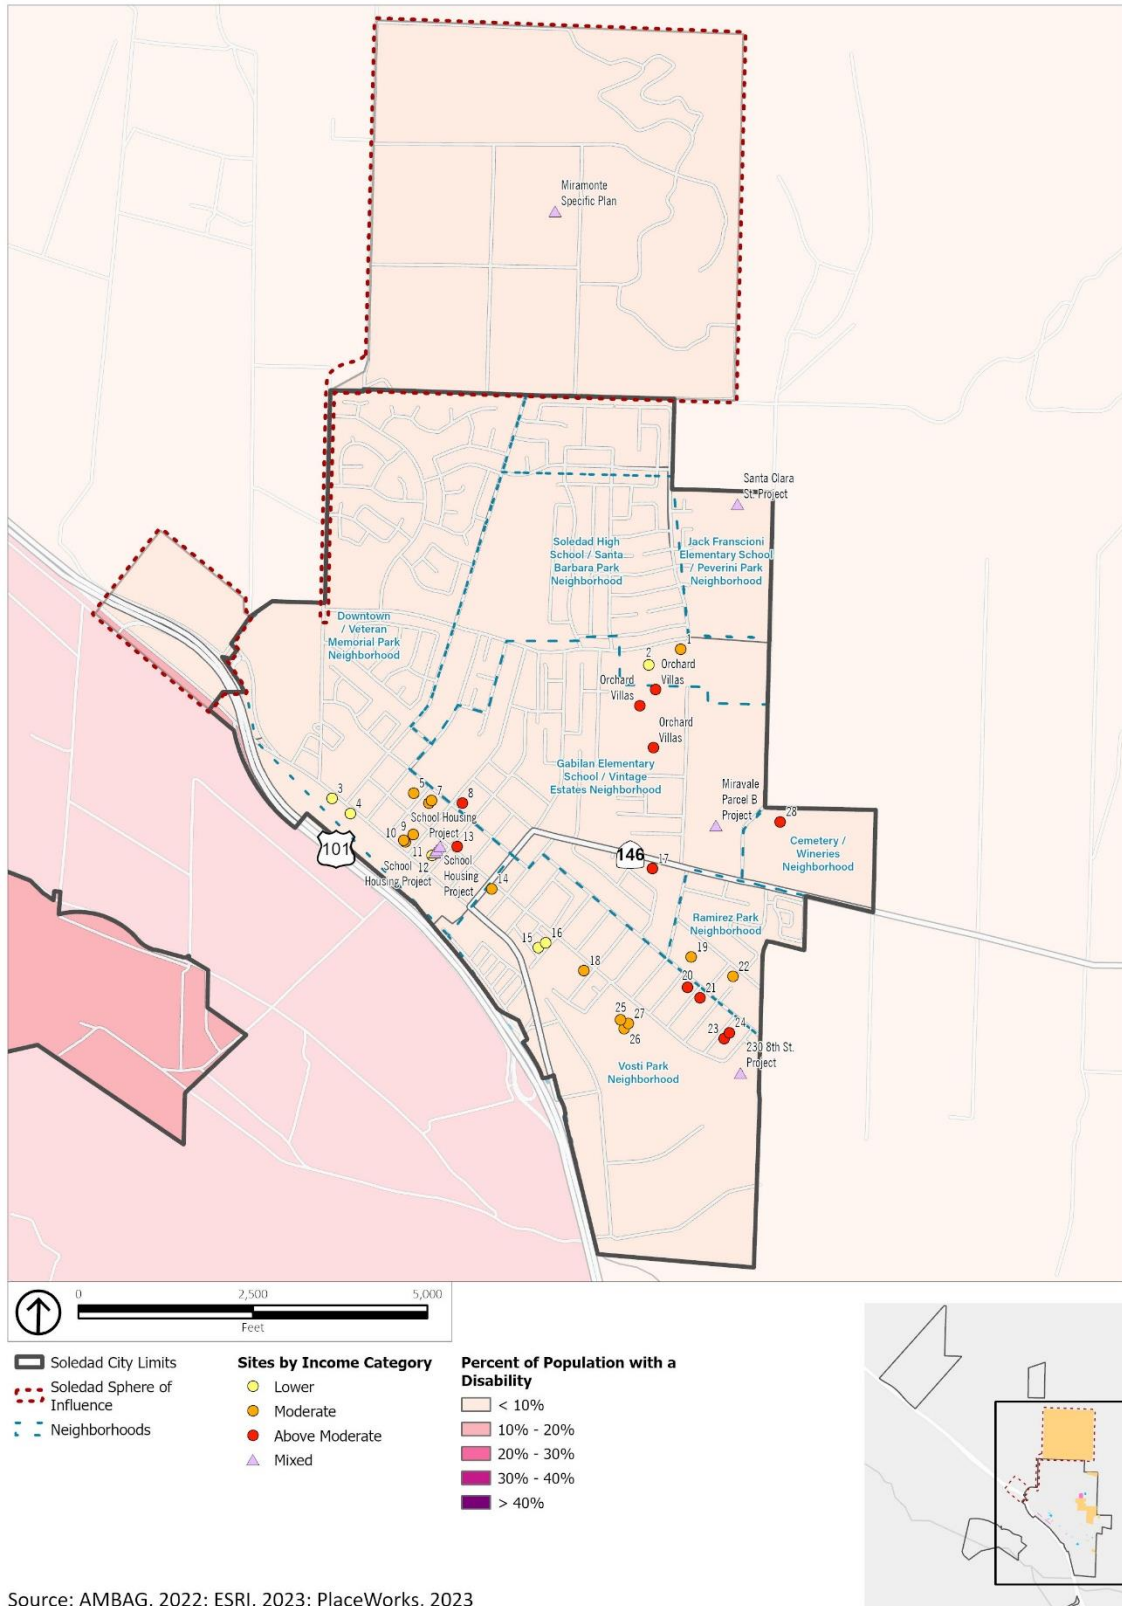 Miramonte
Specific Plan
Santa Clara
St. Project
Soledad High
School / Santa
Barbara Park
Neighborhood
Jack Franscioni
Elementary School
/ Peverini Park
Neighborhood
Downtown
/ Veteran
Memorial Park
Neighborhood
1
2
Orchard
Villas
Orchard
Villas
Orchard
Villas
Gabilan Elementary
School / Vintage
Estates Neighborhood
Miravale
Parcel B
Project
28
Cemetery /
Wineries
Neighborhood
3
4
5
7
8
School Housing
Project
9
10
11
12
13
School
Housing Project
School
Housing
Project
101
146
14
17
15
16
18
Ramirez Park
Neighborhood
19
20
21
22
23
24
25
27
26
230 8th St.
Project
Vosti Park
Neighborhood
0
2,500
5,000
Feet
Soledad City Limits
Soledad Sphere of
Influence
Neighborhoods
Sites by Income Category
Lower
Moderate
Above Moderate
Mixed
Percent of Population with a
Disability
< 10%
10% - 20%
20% - 30%
30% - 40%
> 40%
Source: AMBAG, 2022; ESRI, 2023; PlaceWorks, 2023